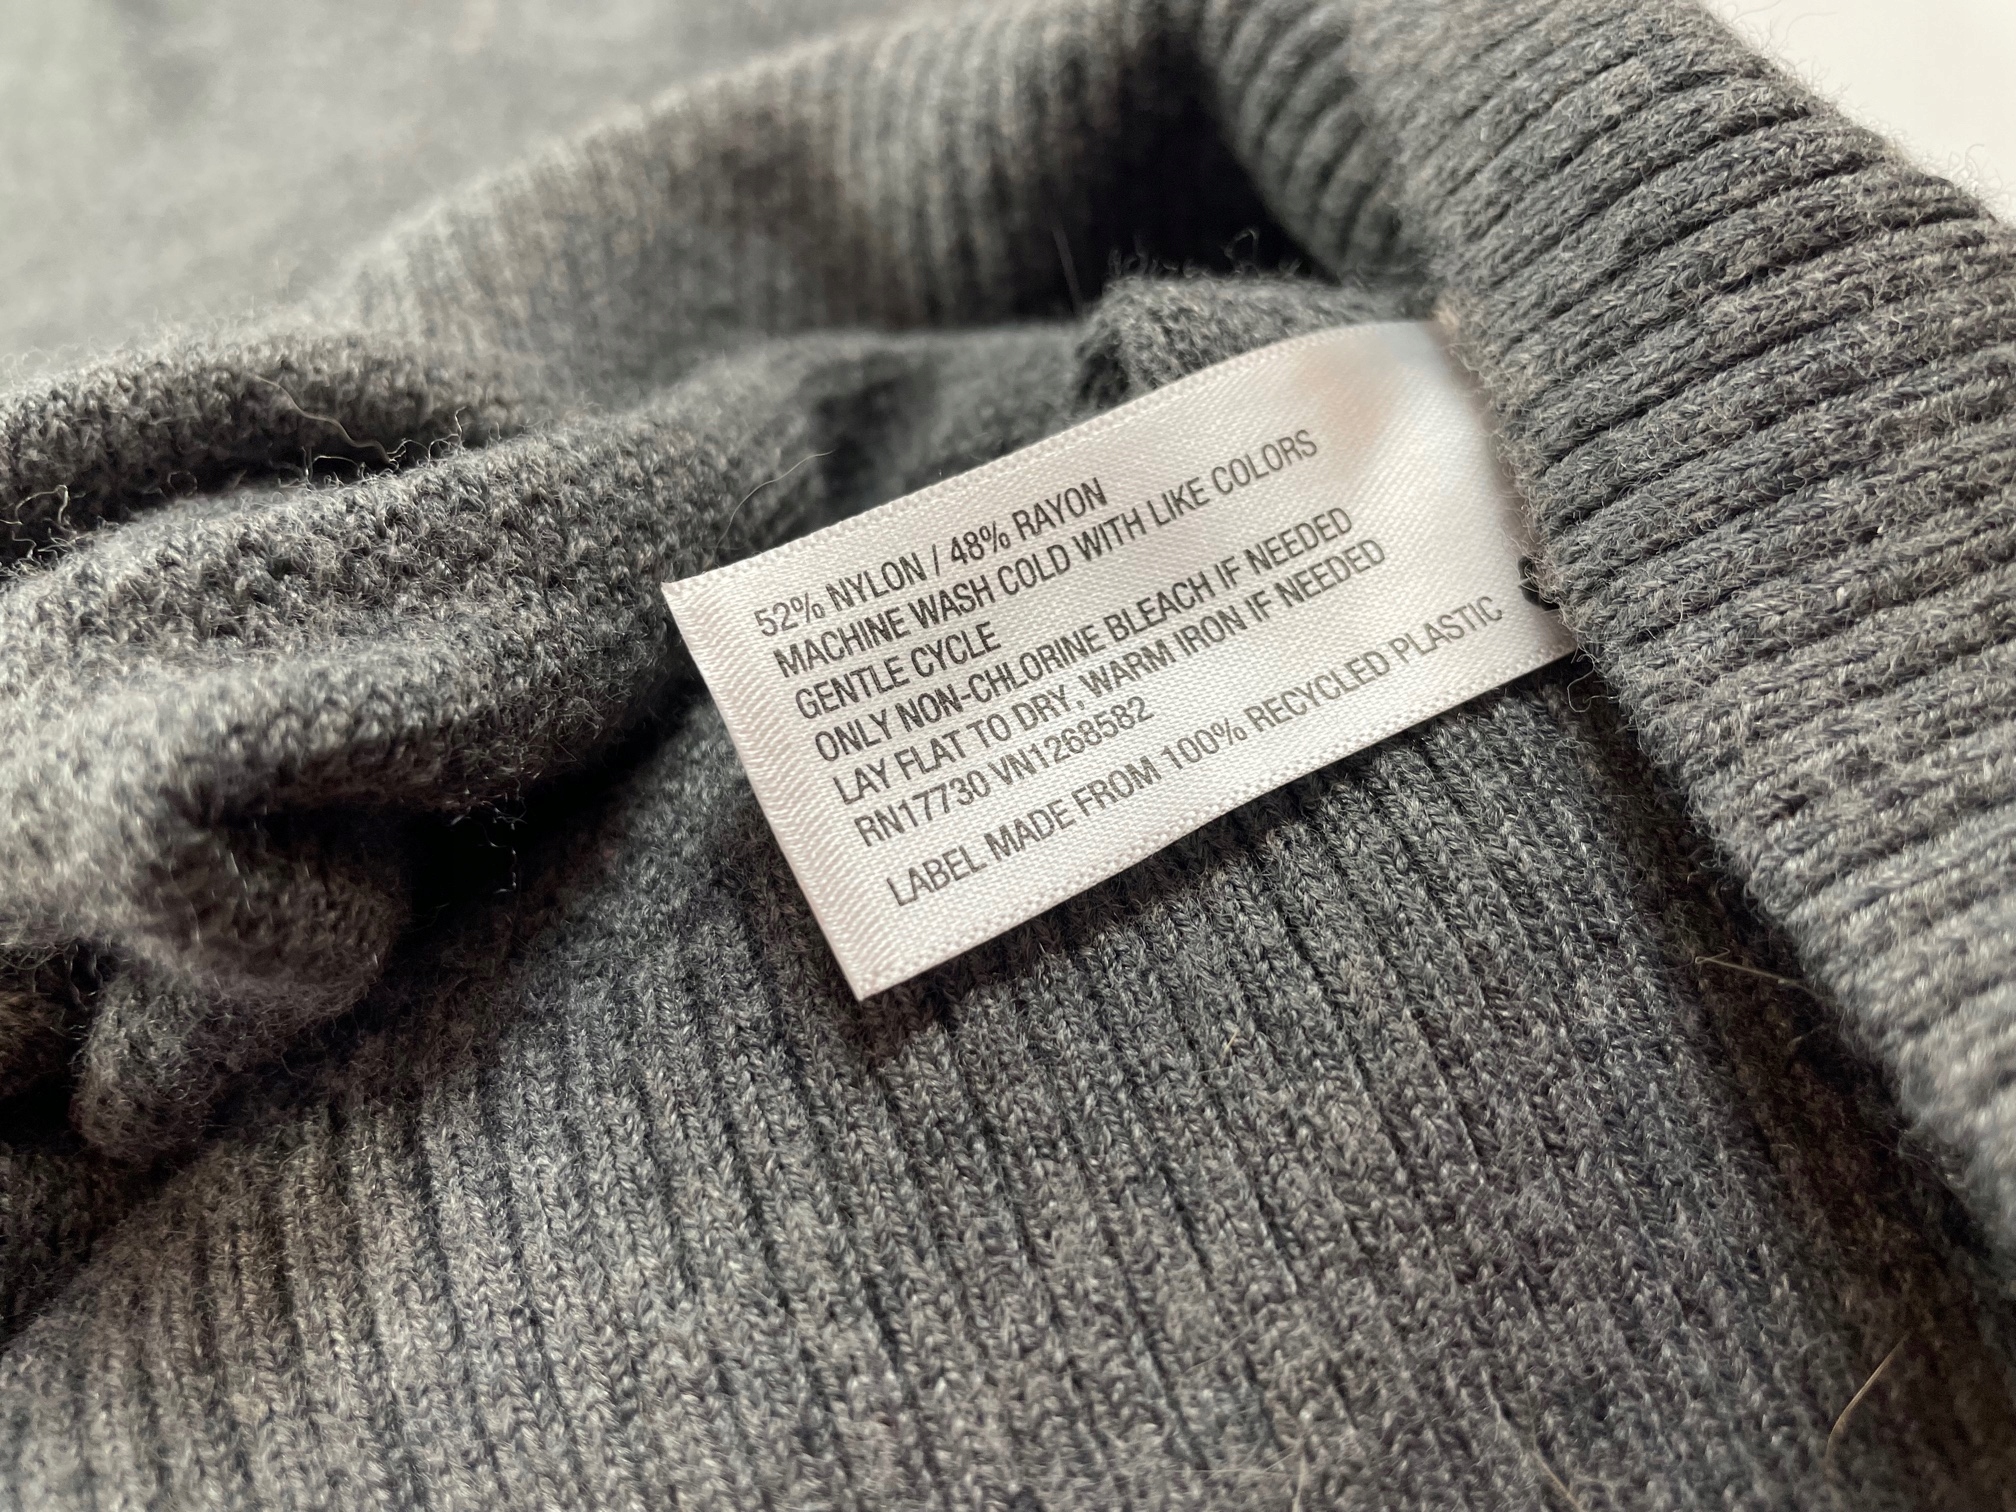 52% NYLON / 48% RAYON
MACHINE WASH COLD WITH LIKE COLORS
GENTLE CYCLE
ONLY NON-CHLORINE BLEACH IF NEEDED
LAY FLAT TO DRY, WARM IRON IF NEEDED
RN17730 VN1268582
LABEL MADE FROM 100% RECYCLED PLASTIC